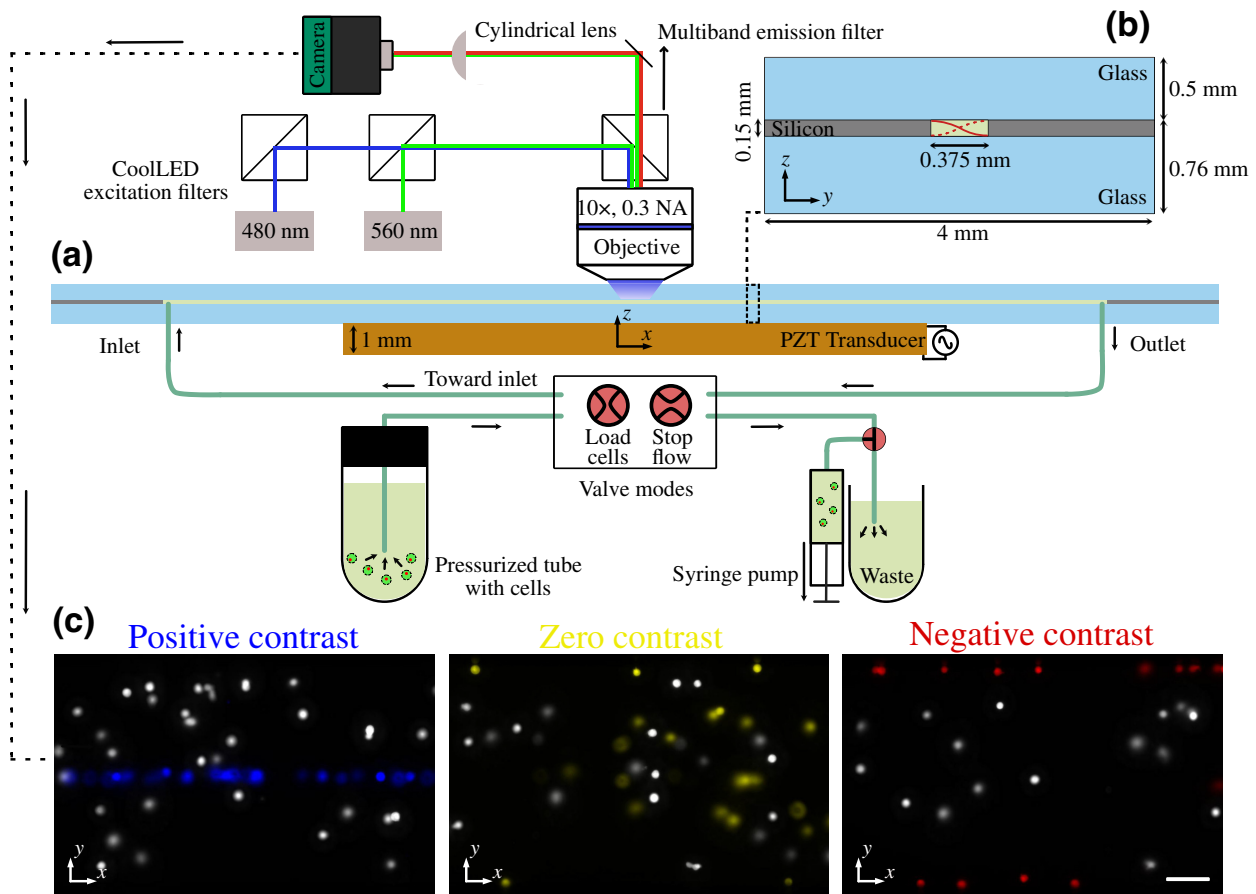 Camera
Cylindrical lens
Multiband emission filter
(b)
Glass
0.5 mm
0.15 mm
Silicon
0.375 mm
0.76 mm
z
y
Glass
4 mm
CoolLED
excitation filters
480 nm
560 nm
10×, 0.3 NA
Objective
(a)
z
x
1 mm
PZT Transducer
Inlet
Outlet
Toward inlet
Load
cells
Stop
flow
Valve modes
Pressurized tube
with cells
Syringe pump
Waste
(c)
Positive contrast
Zero contrast
Negative contrast
y
x
y
x
y
x